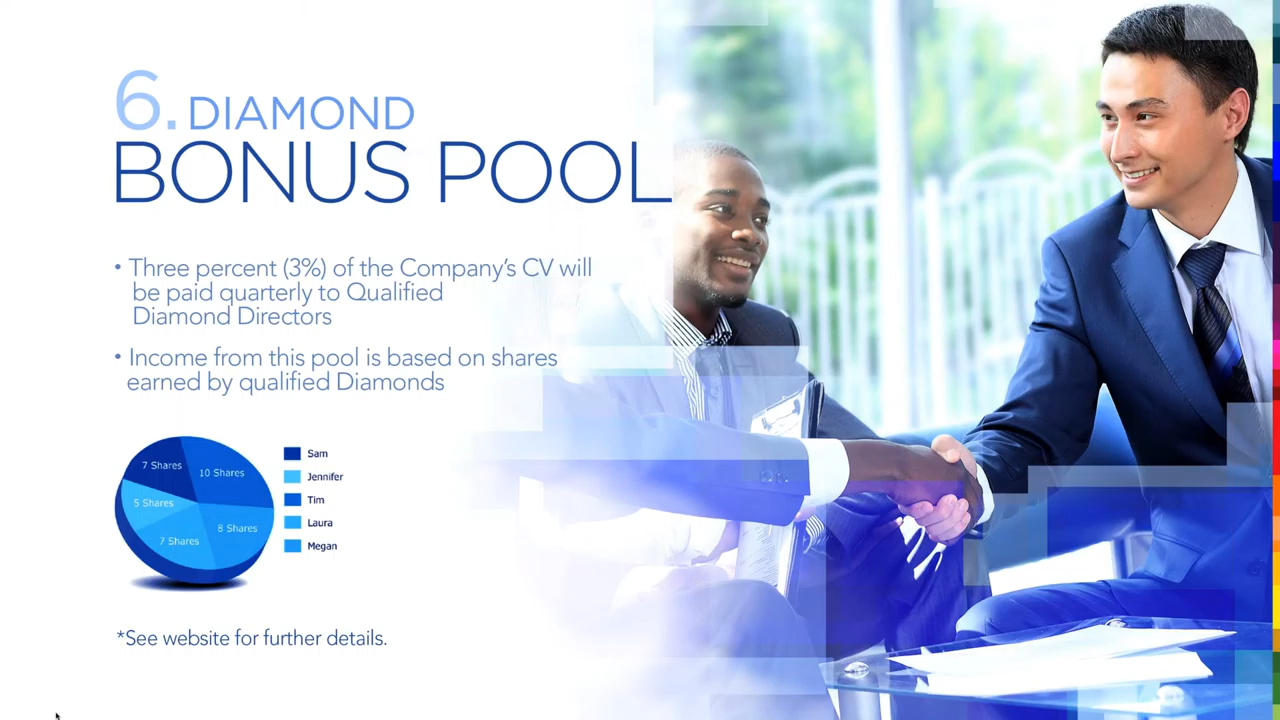 6. DIAMOND
BONUS POOL
• Three percent (3%) of the Company's CV will
be paid quarterly to Qualified
Diamond Directors
• Income from this pool is based on shares
earned by qualified Diamonds
7 Shares
10 Shares
5 Shares
8 Shares
7 Shares
Sam
Jennifer
Tim
Laura
Megan
*See website for further details.